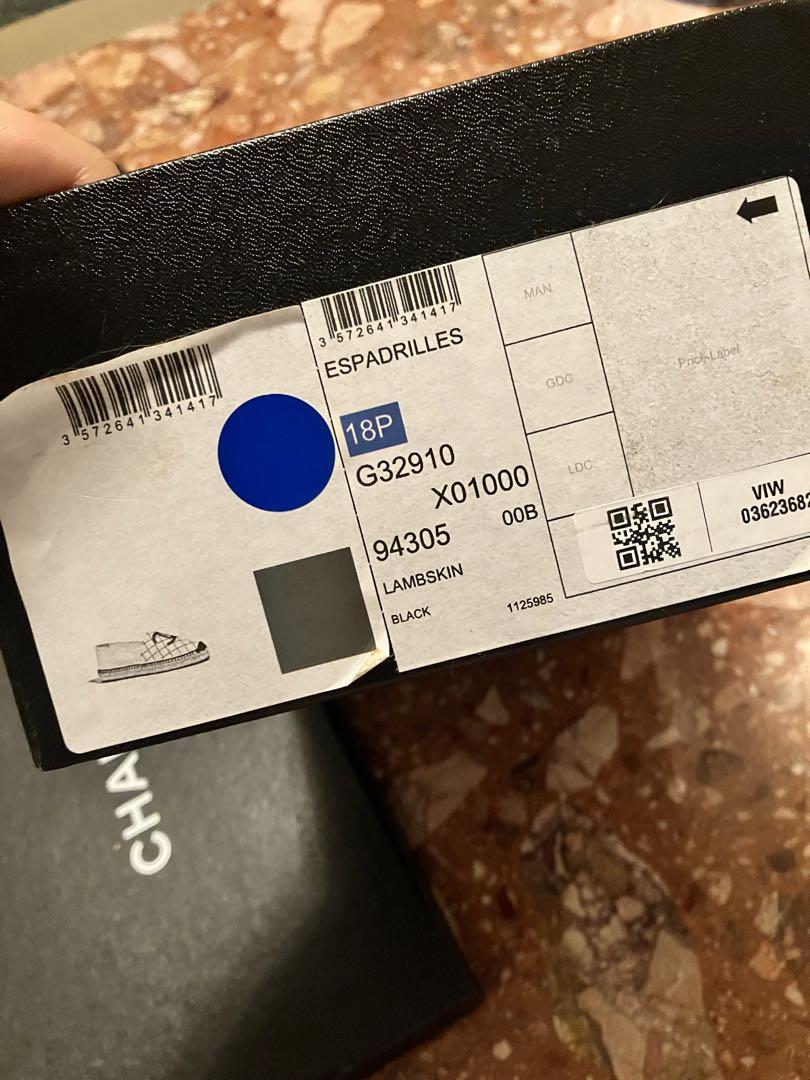 3 572641 341417
3 572641 341417
ESPADRILLES
18P
G32910
X01000
94305
00B
LAMBSKIN
BLACK
1125985
MAN
GDC
LDC
Price Label
VIW
03623682
CHA